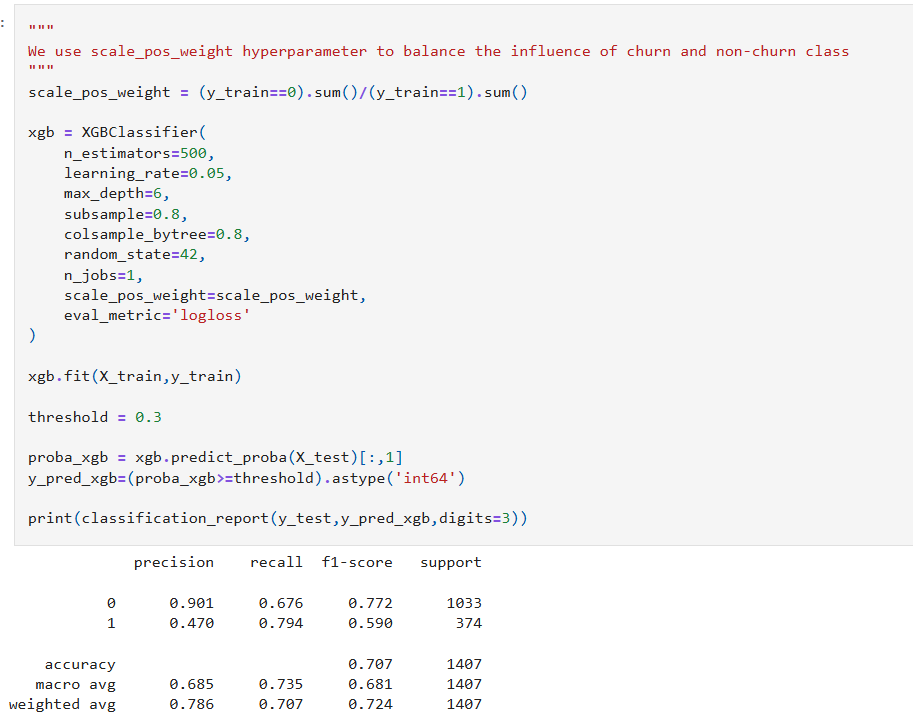 :
"""
We use scale_pos_weight hyperparameter to balance the influence of churn and non-churn class
"""
scale_pos_weight = (y_train==0).sum()/(y_train==1).sum()
xgb = XGBClassifier(
n_estimators=500,
learning_rate=0.05,
max_depth=6,
subsample=0.8,
colsample_bytree=0.8,
random_state=42,
n_jobs=1,
scale_pos_weight=scale_pos_weight,
eval_metric='logloss'
)
xgb.fit(X_train,y_train)
threshold = 0.3
proba_xgb = xgb.predict_proba(X_test)[:,1]
y_pred_xgb=(proba_xgb>=threshold).astype('int64')
print(classification_report(y_test,y_pred_xgb,digits=3))
precision recall f1-score support
0 0.901 0.676 0.772 1033
1 0.470 0.794 0.590 374
accuracy 0.707 1407
macro avg 0.685 0.735 0.681 1407
weighted avg 0.786 0.707 0.724 1407